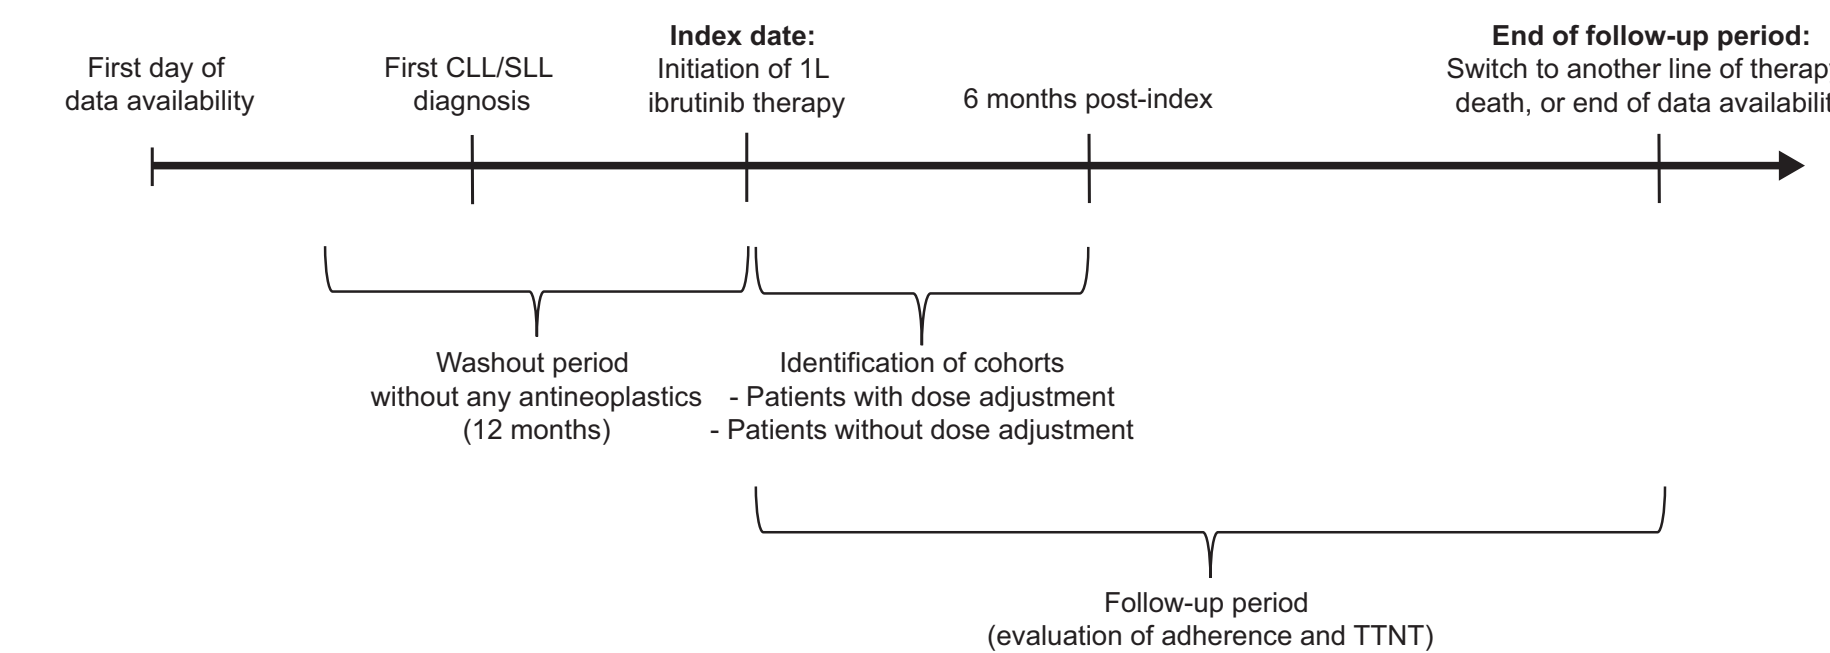 First day of
data availability
First CLL/SLL
diagnosis
Index date:
Initiation of 1L
ibrutinib therapy
6 months post-index
End of follow-up period:
Switch to another line of
death, or end of data
Washout period
without any antineoplastics
(12 months)
Identification of cohorts
- Patients with dose adjustment
- Patients without dose adjustment
Follow-up period
(evaluation of adherence and TTNT)